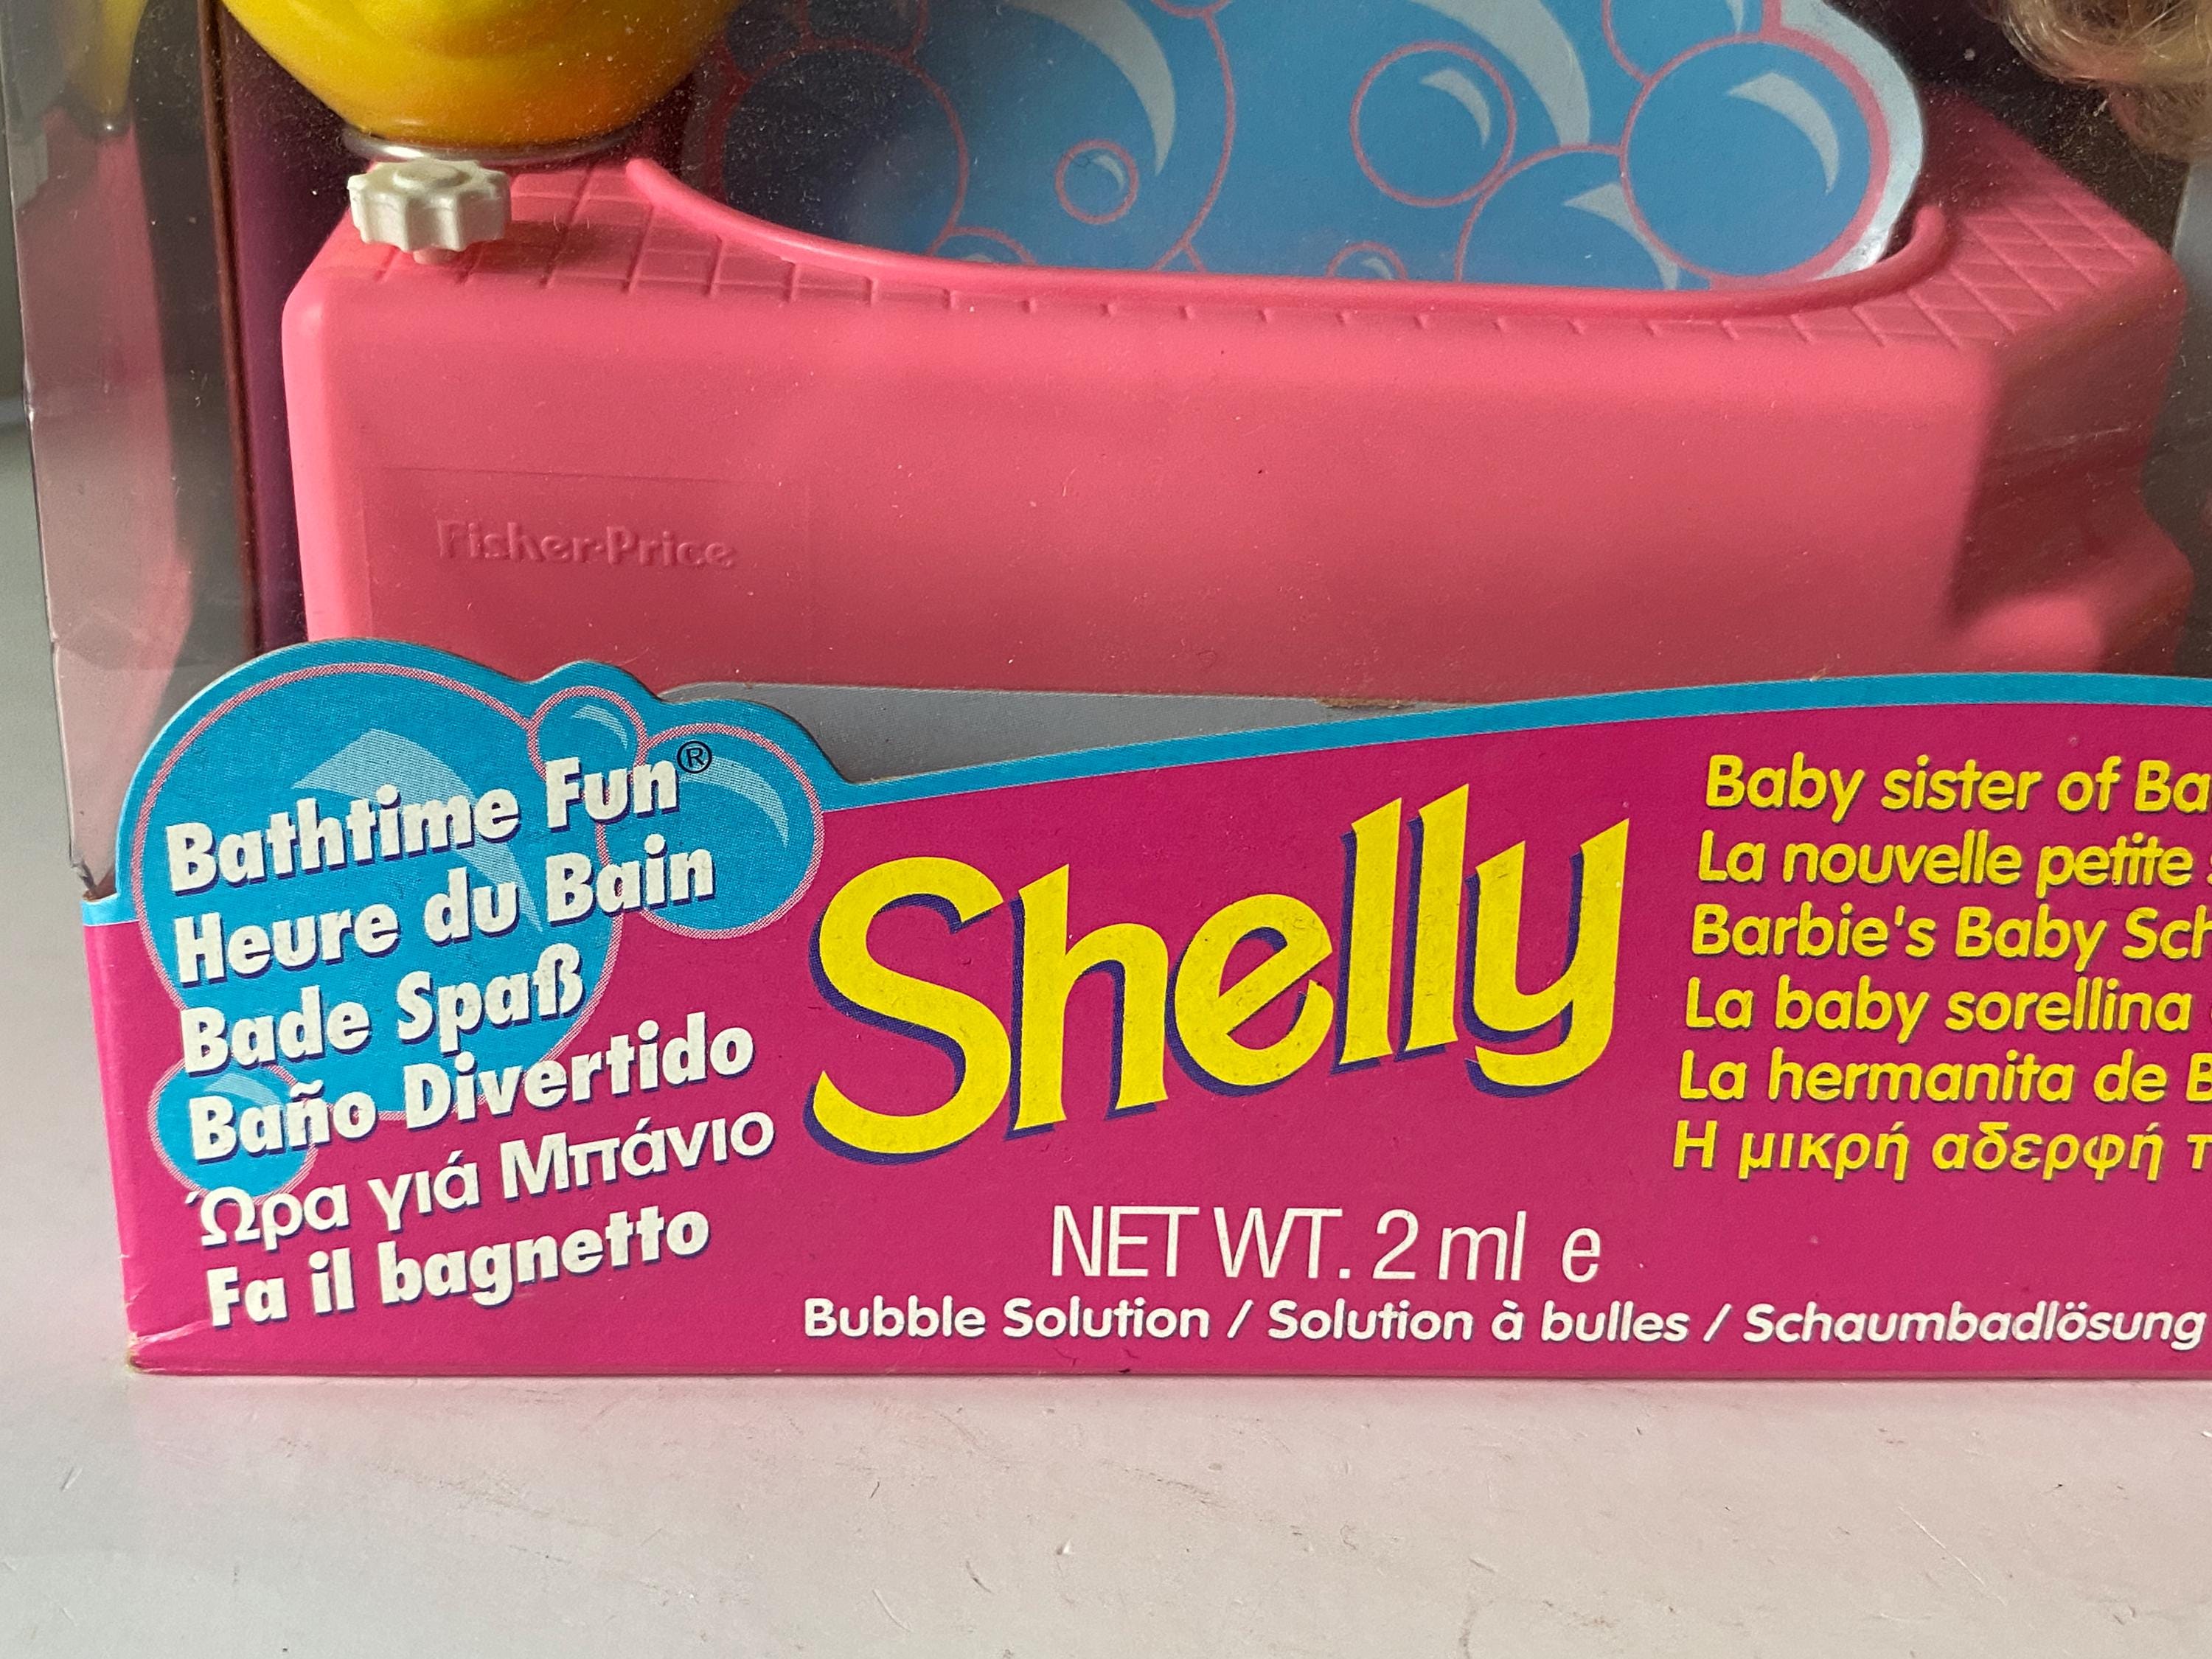 Fisher-Price
Bathtime Fun®
Heure du Bain
Bade Spaß
Baño Divertido
Ώρα γιά Μπάνιο
Fa il bagnetto
Shelly
Baby sister of Ba
La nouvelle petite
Barbie's Baby Sch
La baby sorellina
La hermanita de B
Η μικρή αδερφή τ
NET WT. 2 ml e
Bubble Solution / Solution à bulles / Schaumbadlösung